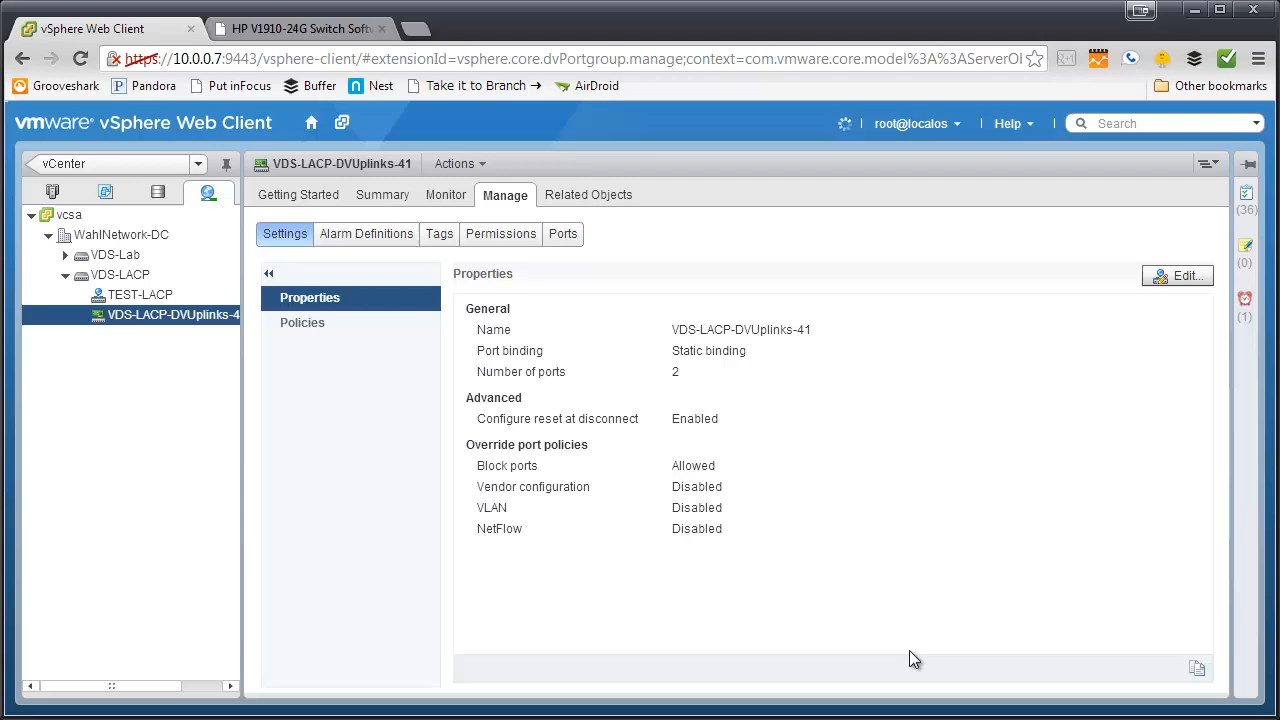 vSphere Web Client
HP V1910-24G Switch Soft
https://10.0.0.7:9443/vsphere-client/#extensionId=vsphere.core.dvPortgroup.manage;context=com.vmware.core.model%3A%3AServerOl
Grooveshark
Pandora
Put inFocus
Buffer
Nest
Take it to Branch →
AirDroid
Other bookmarks
vmware vSphere Web Client
root@localos
Help
Search
vCenter
VDS-LACP-DVUplinks-41
Actions
Getting Started
Summary
Monitor
Manage
Related Objects
vcsa
WahlNetwork-DC
VDS-Lab
VDS-LACP
TEST-LACP
VDS-LACP-DVUplinks-4
Settings
Alarm Definitions
Tags
Permissions
Ports
Properties
Policies
Properties
Edit...
General
Name VDS-LACP-DVUplinks-41
Port binding Static binding
Number of ports 2
Advanced
Configure reset at disconnect Enabled
Override port policies
Block ports Allowed
Vendor configuration Disabled
VLAN Disabled
NetFlow Disabled
(36)
(0)
(1)